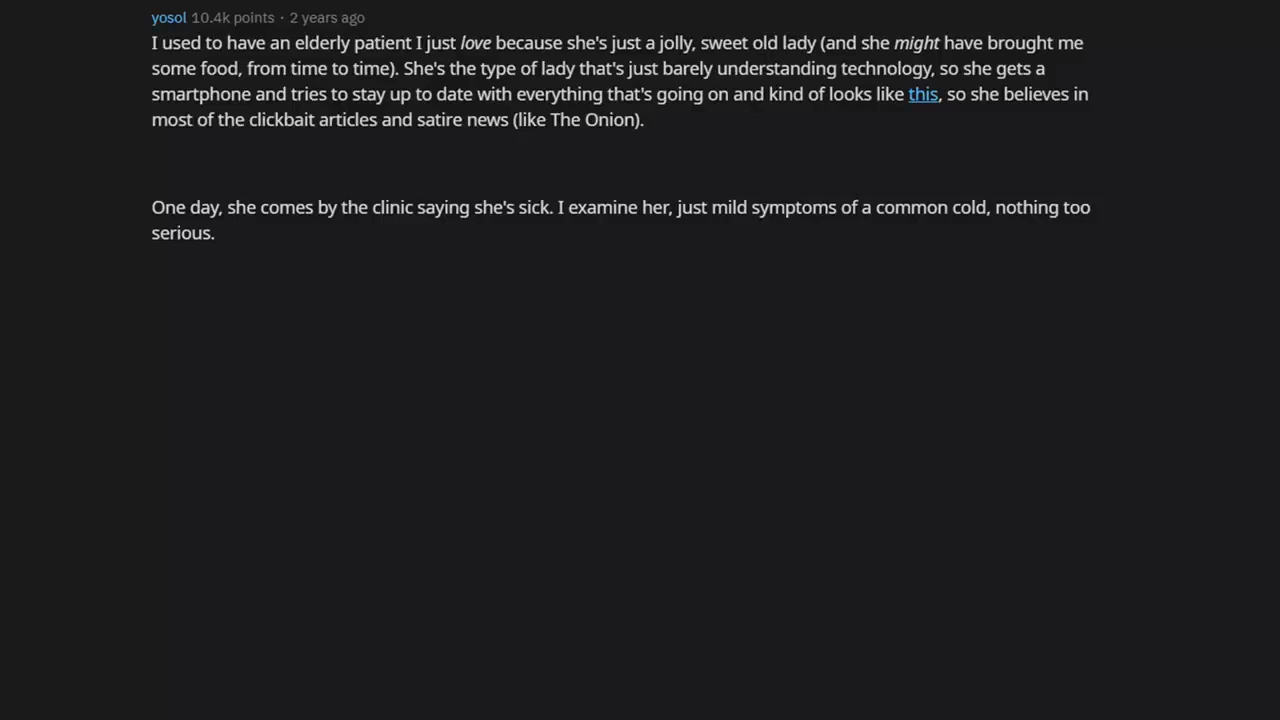 yosol 10.4k points · 2 years ago
I used to have an elderly patient I just love because she's just a jolly, sweet old lady (and she might have brought me
some food, from time to time). She's the type of lady that's just barely understanding technology, so she gets a
smartphone and tries to stay up to date with everything that's going on and kind of looks like this, so she believes in
most of the clickbait articles and satire news (like The Onion).
One day, she comes by the clinic saying she's sick. I examine her, just mild symptoms of a common cold, nothing too
serious.